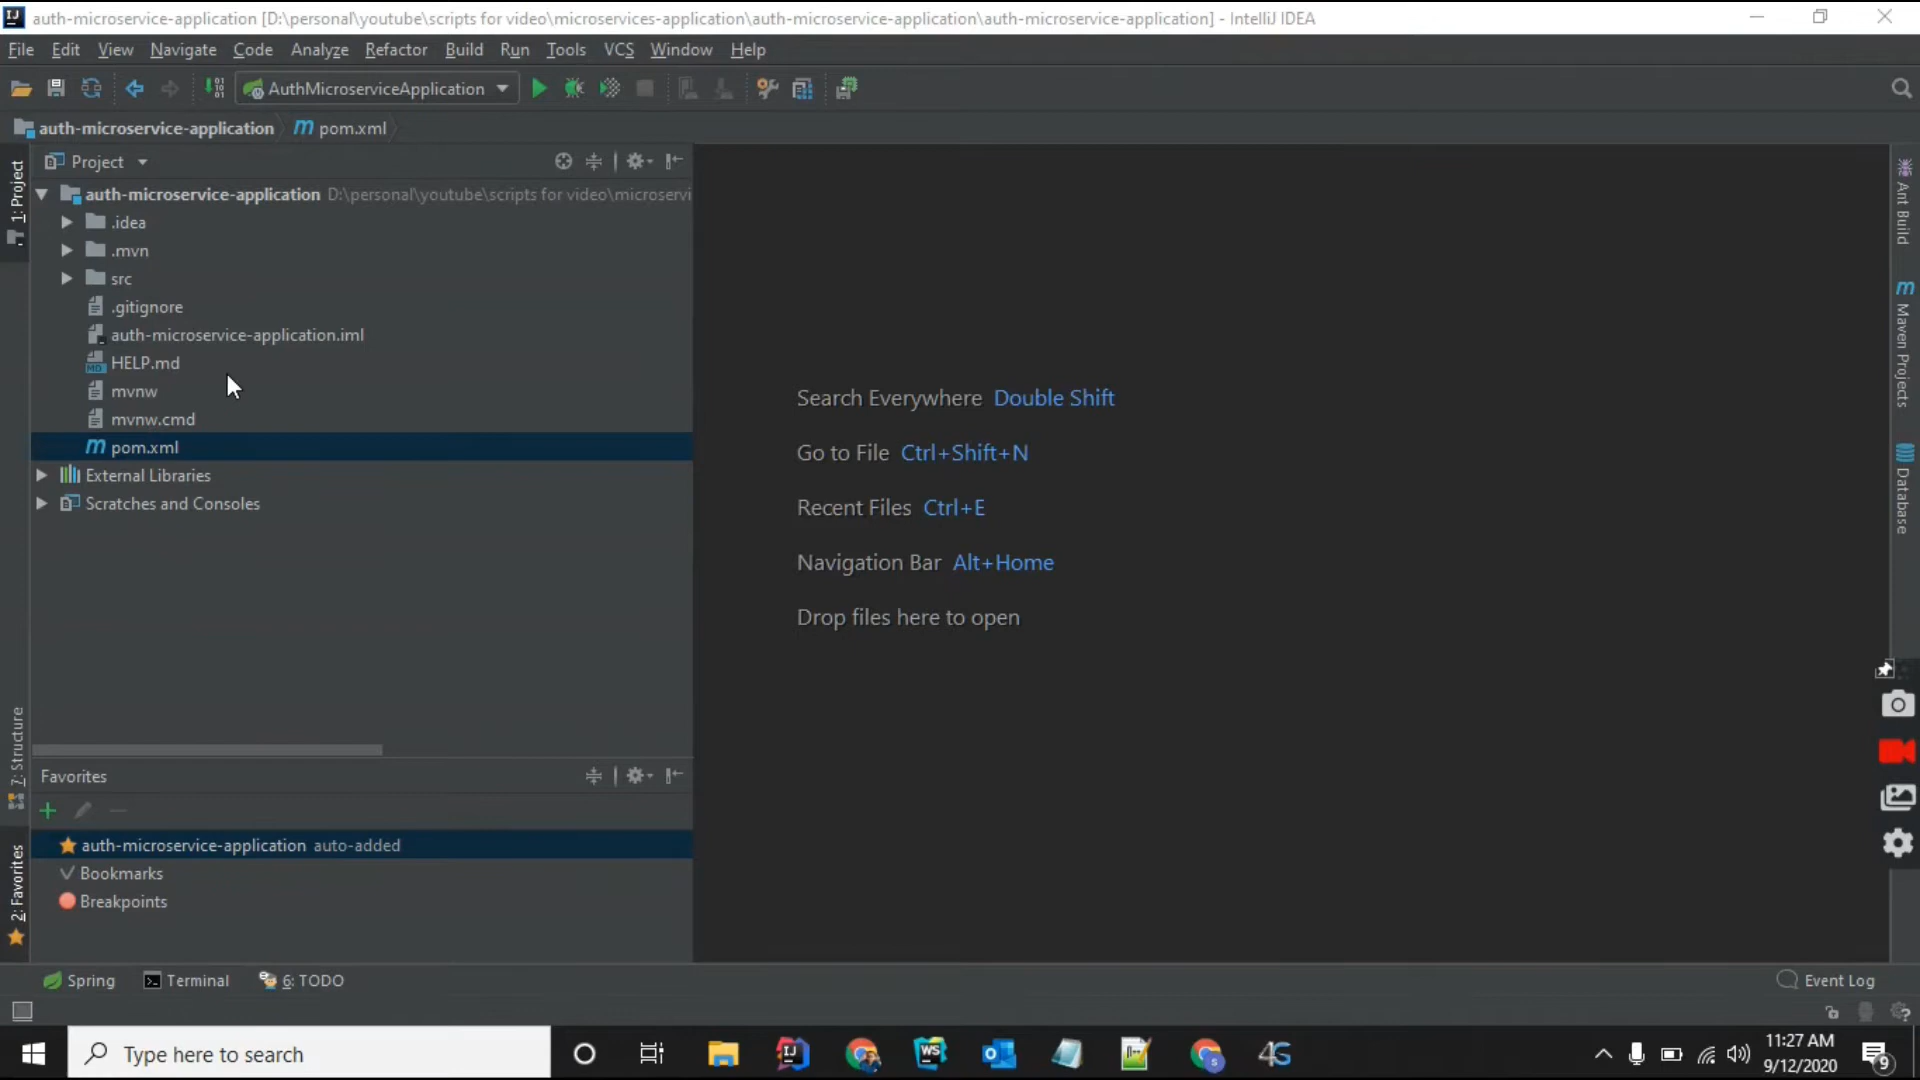 auth-microservice-application [D:\personal\youtube\scripts for video\microservices-application\auth-microservice-application\auth-microservice-application] - IntelliJ IDEA
File Edit View Navigate Code Analyze Refactor Build Run Tools VCS Window Help
AuthMicroserviceApplication
auth-microservice-application pom.xml
Project
auth-microservice-application D:\personal\youtube\scripts for video\microservi
.idea
.mvn
src
.gitignore
auth-microservice-application.iml
HELP.md
mvnw
mvnw.cmd
pom.xml
External Libraries
Scratches and Consoles
1: Project
7: Structure
2: Favorites
Search Everywhere Double Shift
Go to File Ctrl+Shift+N
Recent Files Ctrl+E
Navigation Bar Alt+Home
Drop files here to open
Ant Build
Maven Projects
Database
Favorites
auth-microservice-application auto-added
Bookmarks
Breakpoints
Spring Terminal 6: TODO Event Log
Type here to search
11:27 AM
9/12/2020
9